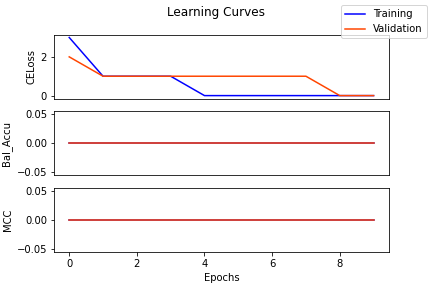 Learning Curves
Training
Validation
CELoss
2
0
Bal_Accu
0.05
0.00
−0.05
MCC
0.05
0.00
−0.05
0 2 4 6 8
Epochs